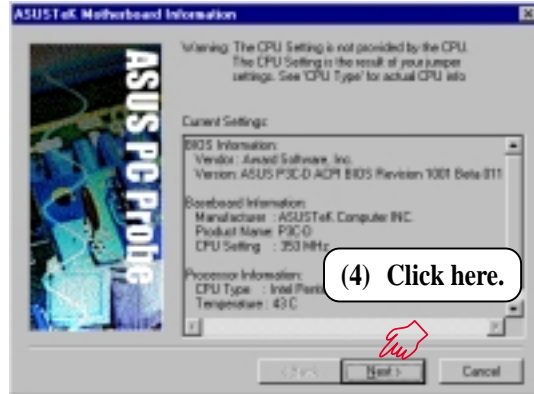 ASUSTeK Motherboard Information
ASUS PC Probe
Warning: The CPU Setting is not provided by the CPU.
The CPU Setting is the result of your jumper
settings. See 'CPU Type' for actual CPU info
Current Settings:
BIOS Information:
Vendor : Award Software, Inc.
Version: ASUS P3C-D ACPI BIOS Revision 1001 Beta 011
Baseboard Information:
Manufacturer : ASUSTeK Computer INC.
Product Name: P3C-D
CPU Setting : 353 MHz
Processor Information:
CPU Type : Intel
Temperature : 43 C
(4) Click here.
< Back
Next >
Cancel